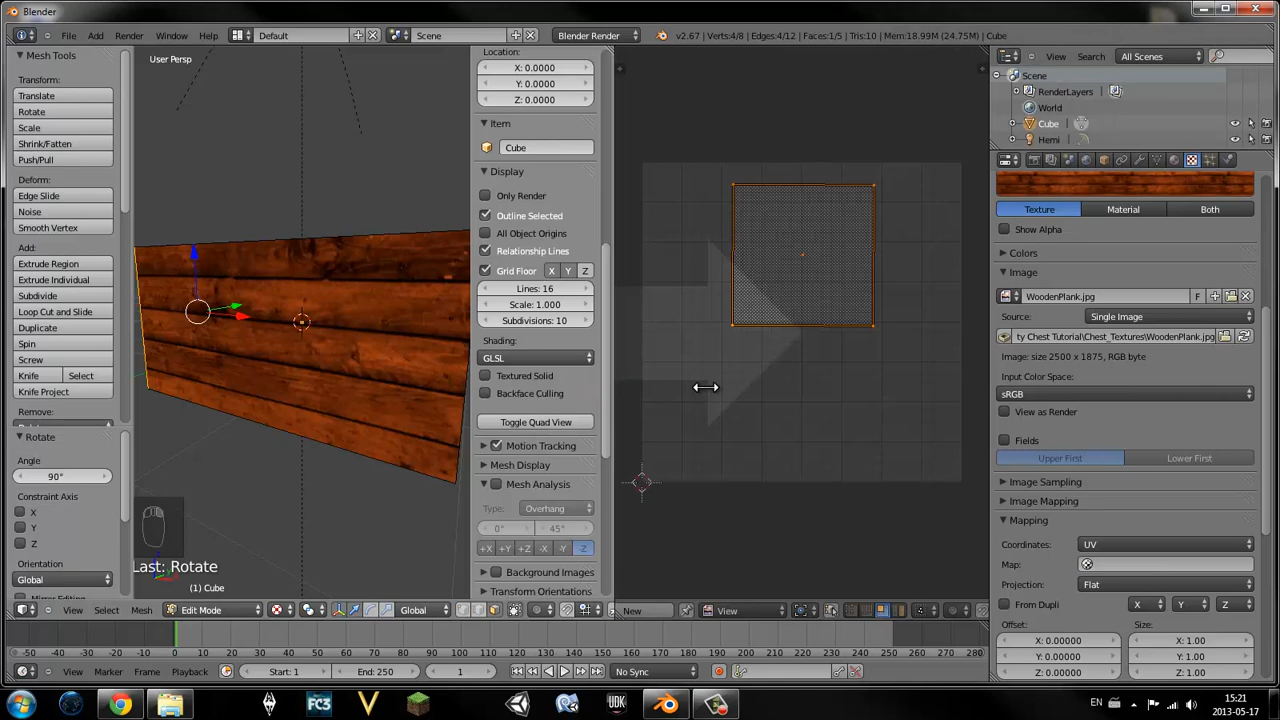 Blender
File Add Render Window Help Default Scene Blender Render v2.67 | Verts:4/8 | Edges:4/12 | Faces:1/5 | Tris:10 | Mem:18.99M (24.75M) | Cube
Mesh Tools
Transform:
Translate
Rotate
Scale
Shrink/Fatten
Push/Pull
Deform:
Edge Slide
Noise
Smooth Vertex
Add:
Extrude Region
Extrude Individual
Subdivide
Loop Cut and Slide
Duplicate
Spin
Screw
Knife Select
Knife Project
Remove:
Rotate
Angle
90°
Constraint Axis
X
Y
Z
Orientation
Global
User Persp
Last: Rotate
(1) Cube
Location:
X: 0.0000
Y: 0.0000
Z: 0.0000
Item
Cube
Display
Only Render
Outline Selected
All Object Origins
Relationship Lines
Grid Floor X Y Z
Lines: 16
Scale: 1.000
Subdivisions: 10
Shading:
GLSL
Textured Solid
Backface Culling
Toggle Quad View
Motion Tracking
Mesh Display
Mesh Analysis
Type: Overhang
0° 45°
+X +Y +Z -X -Y -Z
Background Images
Transform Orientations
View Select Mesh Edit Mode Global
New View
View Search All Scenes
Scene
RenderLayers
World
Cube
Hemi
Texture Material Both
Show Alpha
Colors
Image
WoodenPlank.jpg F
Source: Single Image
ty Chest Tutorial\Chest_Textures\WoodenPlank.jpg
Image: size 2500 x 1875, RGB byte
Input Color Space:
sRGB
View as Render
Fields
Upper First Lower First
Image Sampling
Image Mapping
Mapping
Coordinates: UV
Map:
Projection: Flat
From Dupli X Y Z
Offset: Size:
X: 0.00000 X: 1.00
Y: 0.00000 Y: 1.00
Z: 0.00000 Z: 1.00
0 10 20 30 40 50 60 70 80 90 100 110 120 130 140 150 160 170 180 190 200 210 220 230 240 250 260 270 280
View Marker Frame Playback Start: 1 End: 250 1 No Sync
FC3 UDK EN 15:21
2013-05-17